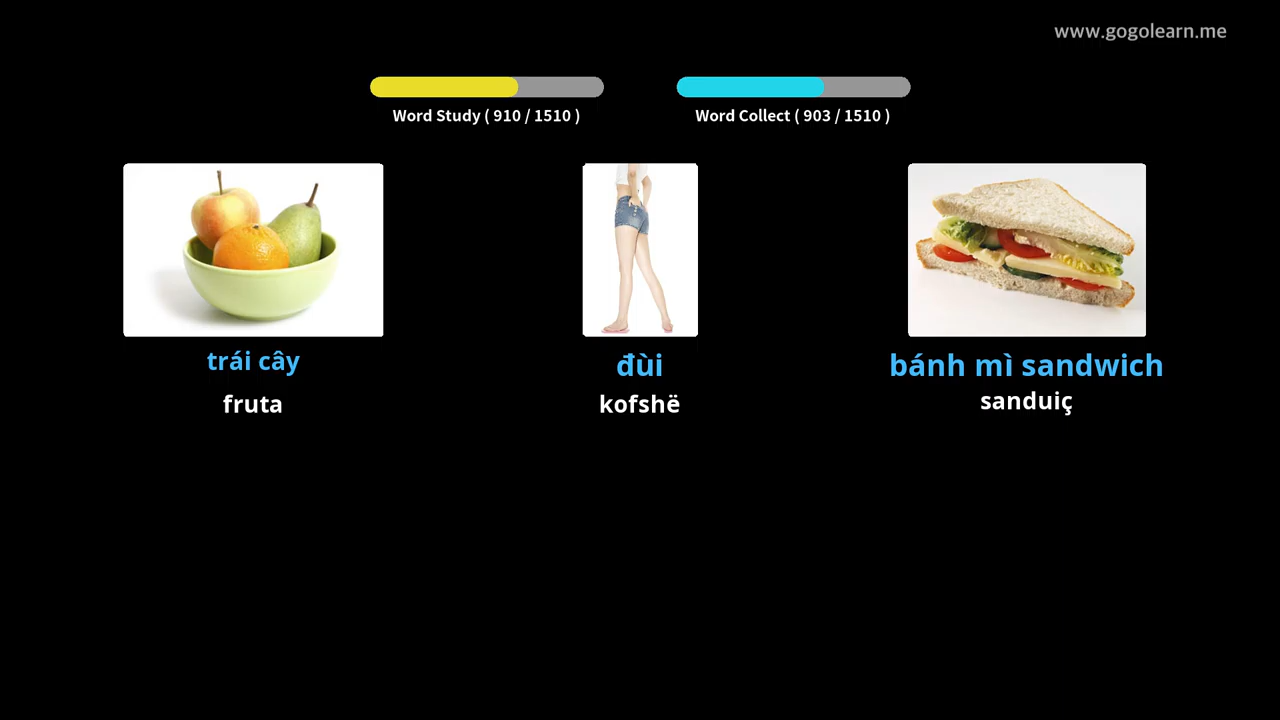 www.gogolearn.me
Word Study ( 910 / 1510 )
Word Collect ( 903 / 1510 )
trái cây
fruta
đùi
kofshë
bánh mì sandwich
sanduiç